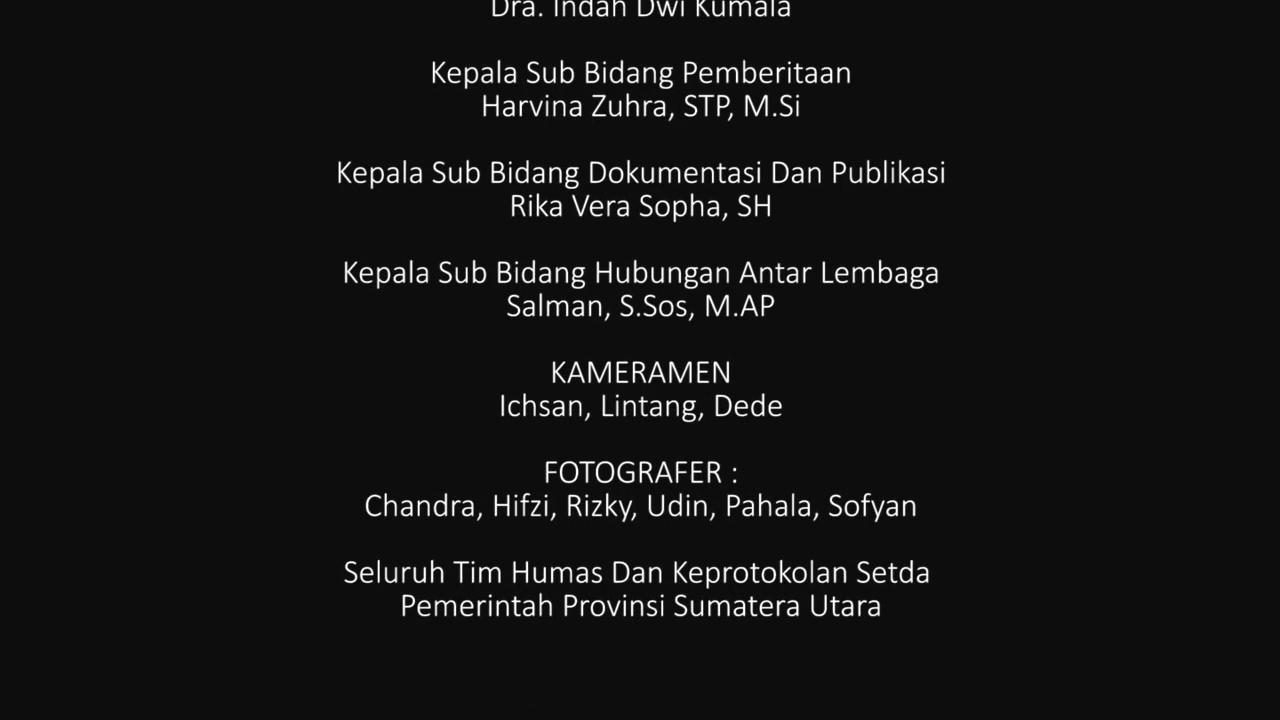 Dra. Indah Dwi Kumala
Kepala Sub Bidang Pemberitaan
Harvina Zuhra, STP, M.Si
Kepala Sub Bidang Dokumentasi Dan Publikasi
Rika Vera Sopha, SH
Kepala Sub Bidang Hubungan Antar Lembaga
Salman, S.Sos, M.AP
KAMERAMEN
Ichsan, Lintang, Dede
FOTOGRAFER :
Chandra, Hifzi, Rizky, Udin, Pahala, Sofyan
Seluruh Tim Humas Dan Keprotokolan Setda
Pemerintah Provinsi Sumatera Utara